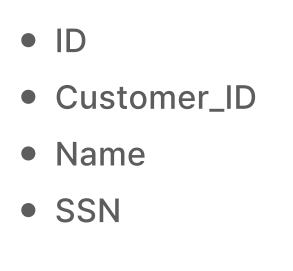 • ID
• Customer_ID
• Name
• SSN